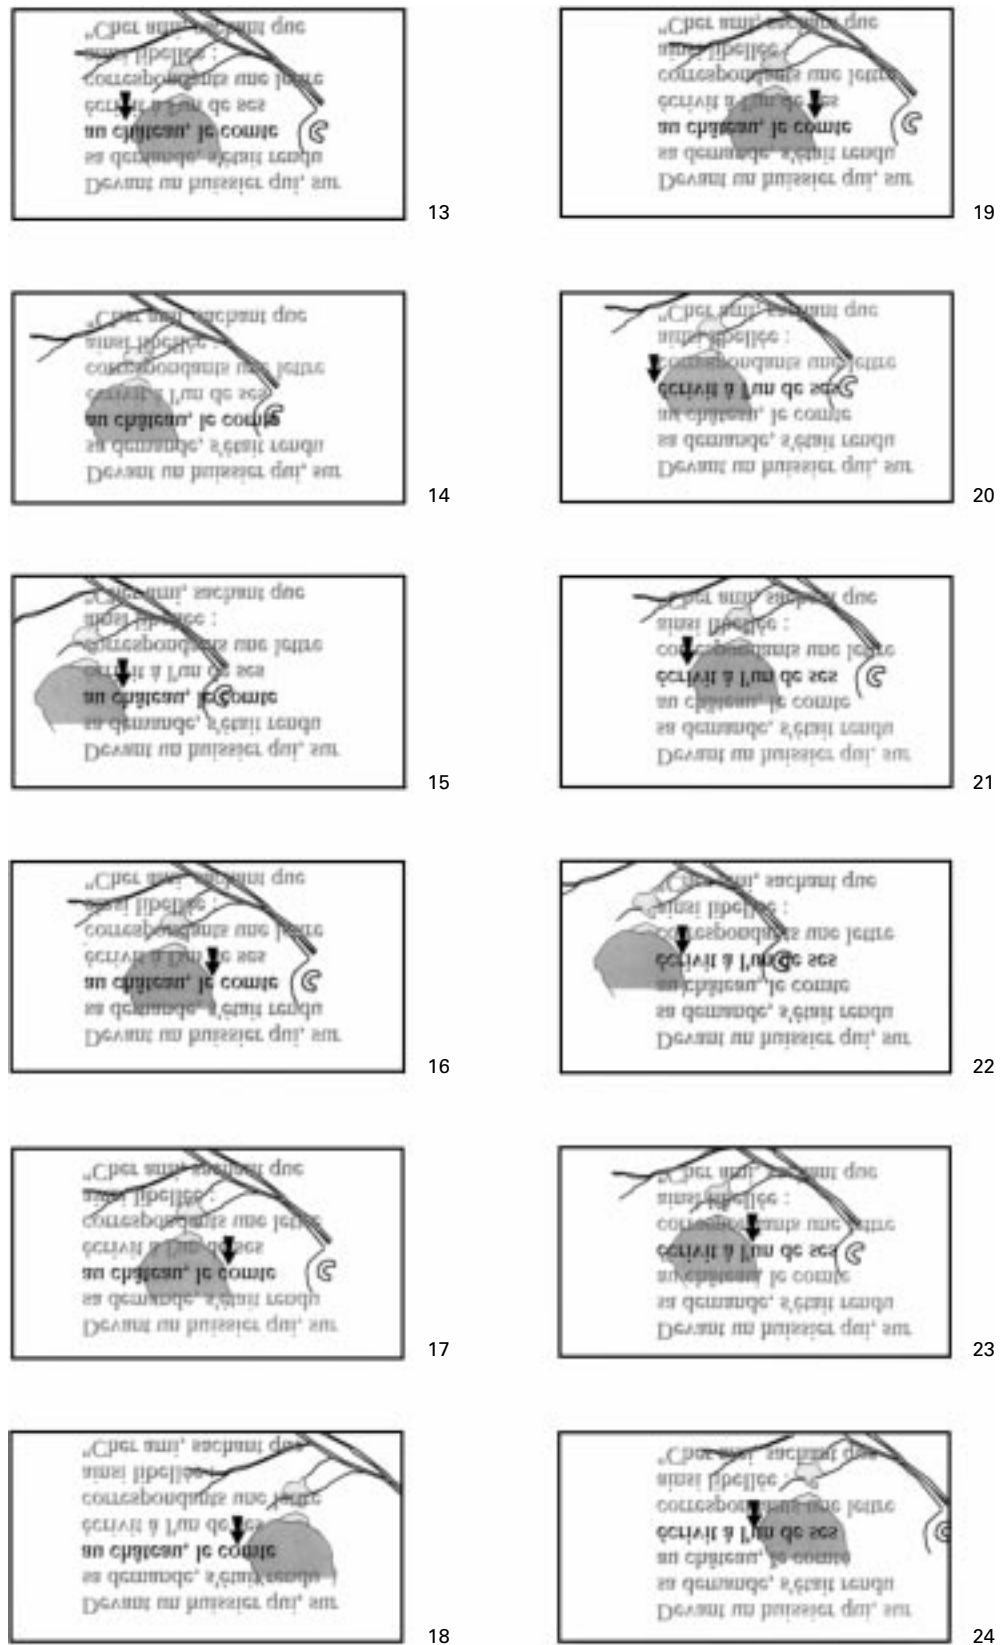 Devant un huissier qui, sur
sa demande, s'était rendu
au château, le comte
écrivit à l'un de ses
correspondants une lettre
ainsi libellée :
"Cher ami, sachant que
13
Devant un huissier qui, sur
sa demande, s'était rendu
au château, le comte
écrivit à l'un de ses
correspondants une lettre
ainsi libellée :
"Cher ami, sachant que
14
Devant un huissier qui, sur
sa demande, s'était rendu
au château, le comte
écrivit à l'un de ses
correspondants une lettre
ainsi libellée :
"Cher ami, sachant que
15
Devant un huissier qui, sur
sa demande, s'était rendu
au château, le comte
écrivit à l'un de ses
correspondants une lettre
ainsi libellée :
"Cher ami, sachant que
16
Devant un huissier qui, sur
sa demande, s'était rendu
au château, le comte
écrivit à l'un de ses
correspondants une lettre
ainsi libellée :
"Cher ami, sachant que
17
Devant un huissier qui, sur
sa demande, s'était rendu
au château, le comte
écrivit à l'un de ses
correspondants une lettre
ainsi libellée :
"Cher ami, sachant que
18
Devant un huissier qui, sur
sa demande, s'était rendu
au château, le comte
écrivit à l'un de ses
correspondants une lettre
ainsi libellée :
"Cher ami, sachant que
19
Devant un huissier qui, sur
sa demande, s'était rendu
au château, le comte
écrivit à l'un de ses
correspondants une lettre
ainsi libellée :
"Cher ami, sachant que
20
Devant un huissier qui, sur
sa demande, s'était rendu
au château, le comte
écrivit à l'un de ses
correspondants une lettre
ainsi libellée :
"Cher ami, sachant que
21
Devant un huissier qui, sur
sa demande, s'était rendu
au château ,le comte
écrivit à l'un de ses
correspondants une lettre
ainsi libellée :
"Cher ami, sachant que
22
Devant un huissier qui, sur
sa demande, s'était rendu
au château, le comte
écrivit à l'un de ses
correspondants une lettre
ainsi libellée :
"Cher ami, sachant que
23
Devant un huissier qui, sur
sa demande, s'était rendu
au château, le comte
écrivit à l'un de ses
correspondants une lettre
ainsi libellée :
"Cher ami, sachant que
24